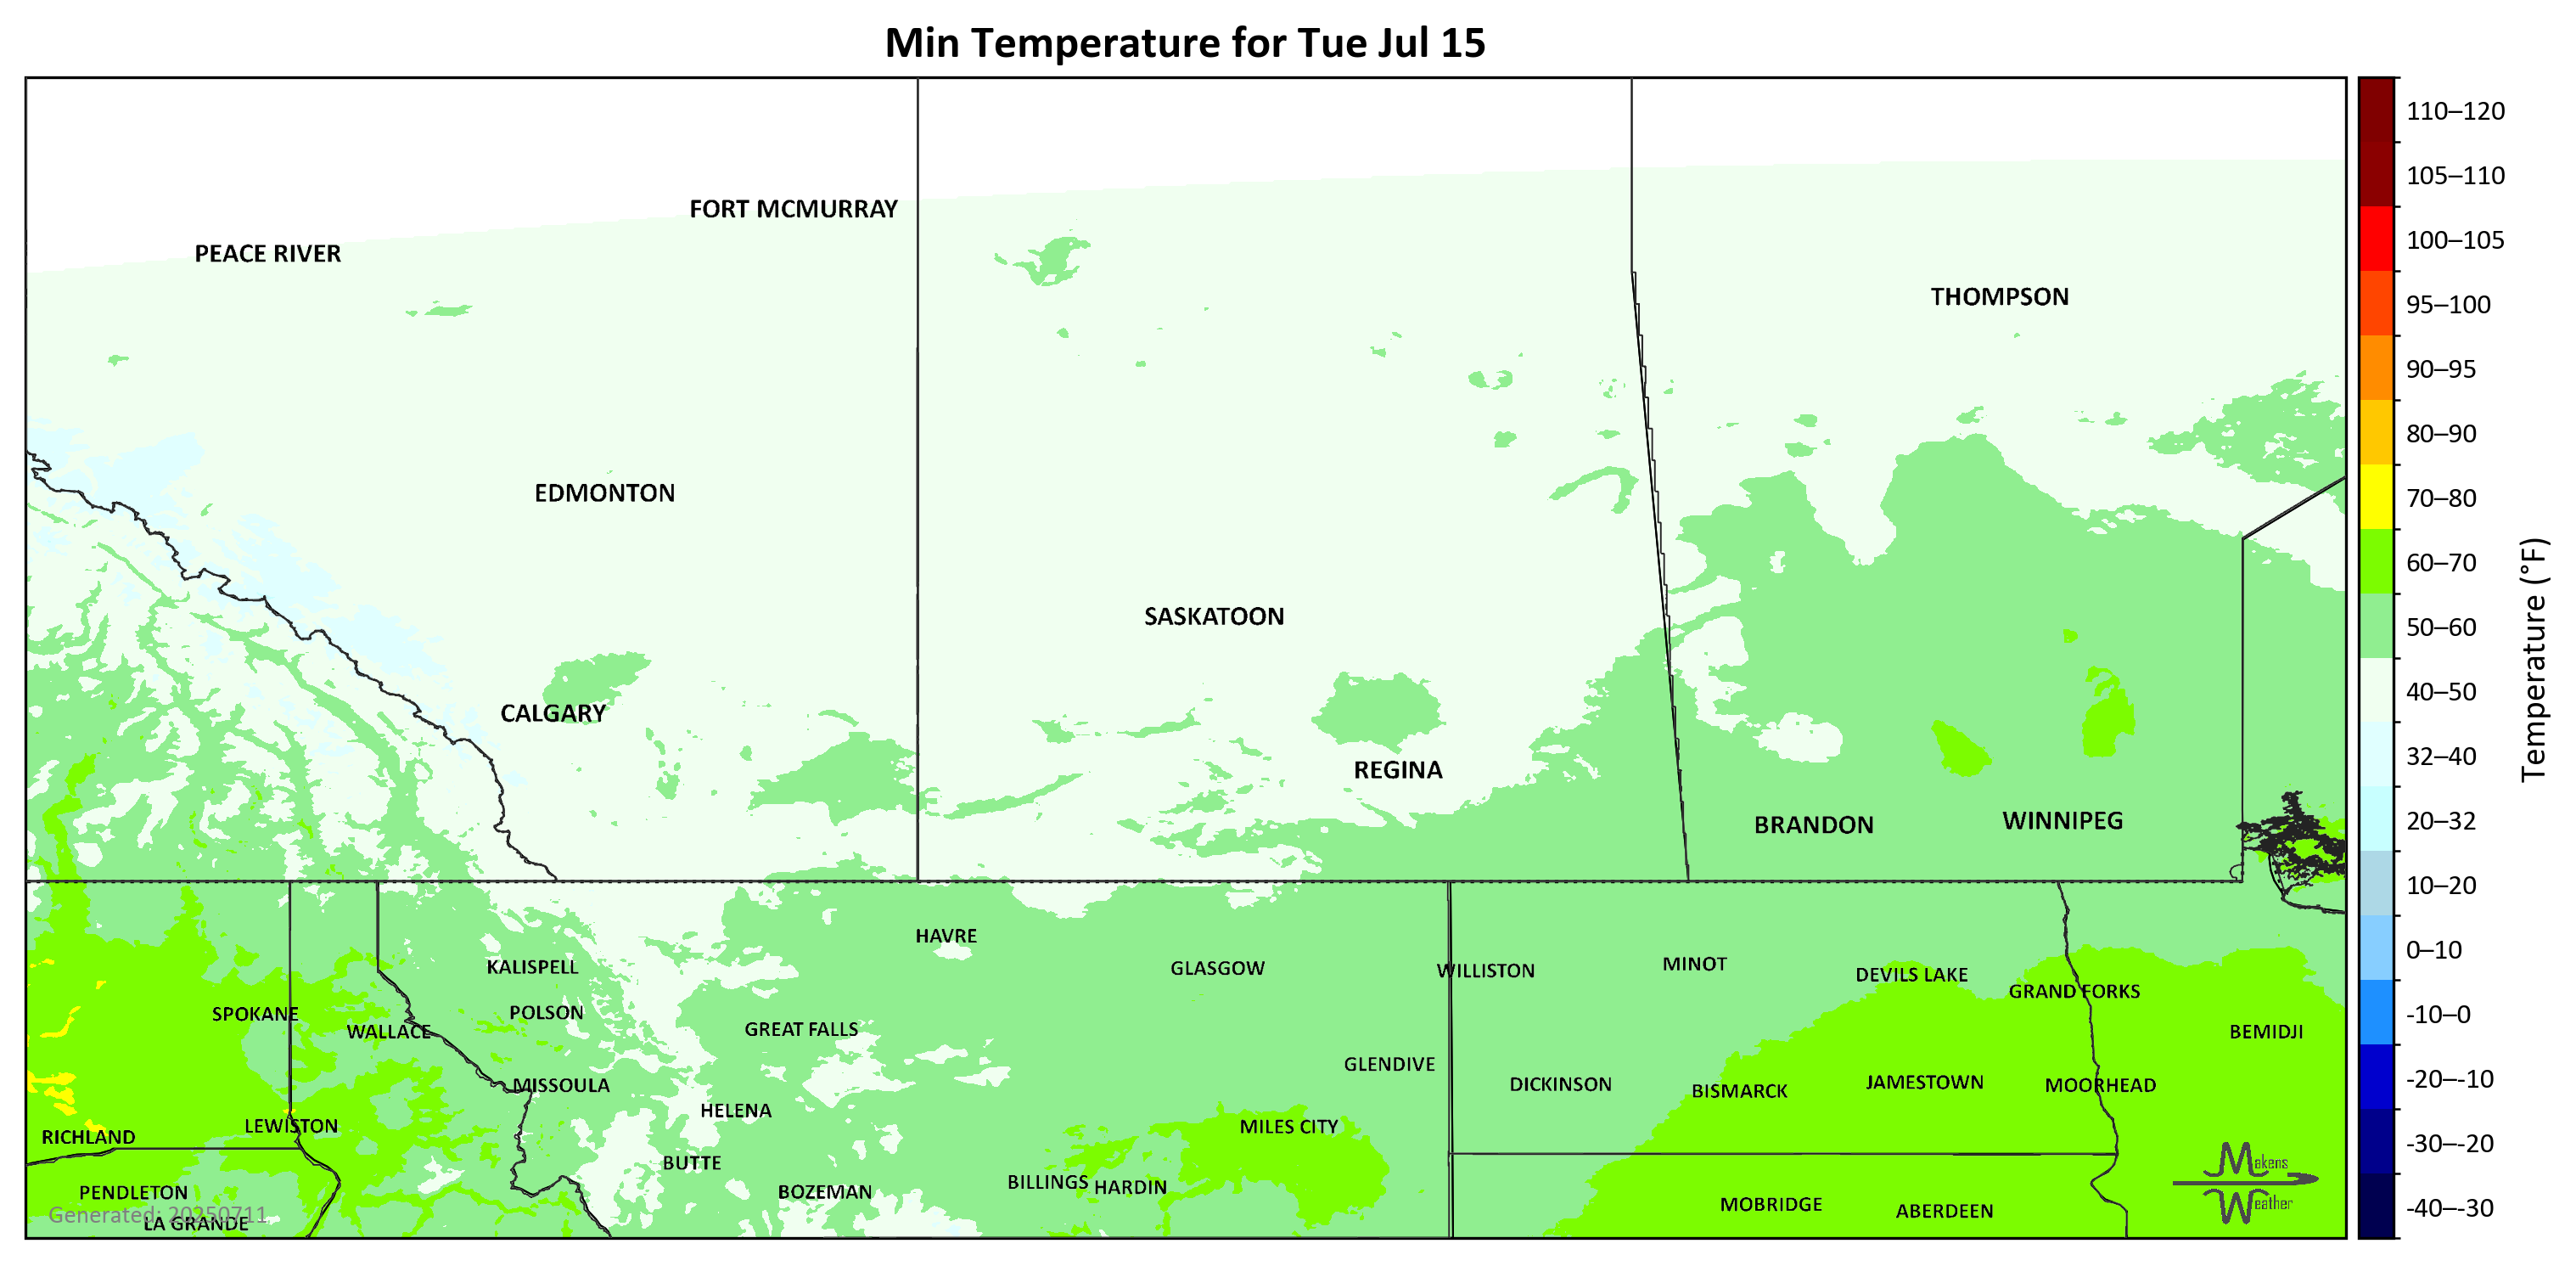 Min Temperature for Tue Jul 15
110–120
105–110
100–105
95–100
90–95
80–90
70–80
60–70
50–60
40–50
32–40
20–32
10–20
0–10
-10–0
-20–-10
-30–-20
-40–-30
Temperature (°F)
FORT MCMURRAY
PEACE RIVER
THOMPSON
EDMONTON
SASKATOON
CALGARY
REGINA
BRANDON
WINNIPEG
HAVRE
KALISPELL
GLASGOW
WILLISTON
MINOT
DEVILS LAKE
GRAND FORKS
SPOKANE
POLSON
WALLACE
GREAT FALLS
BEMIDJI
GLENDIVE
MISSOULA
DICKINSON
BISMARCK
JAMESTOWN
MOORHEAD
HELENA
LEWISTON
MILES CITY
RICHLAND
BUTTE
BILLINGS
HARDIN
PENDLETON
BOZEMAN
MOBRIDGE
ABERDEEN
Generated: 20250711
LA GRANDE
Makens
Weather